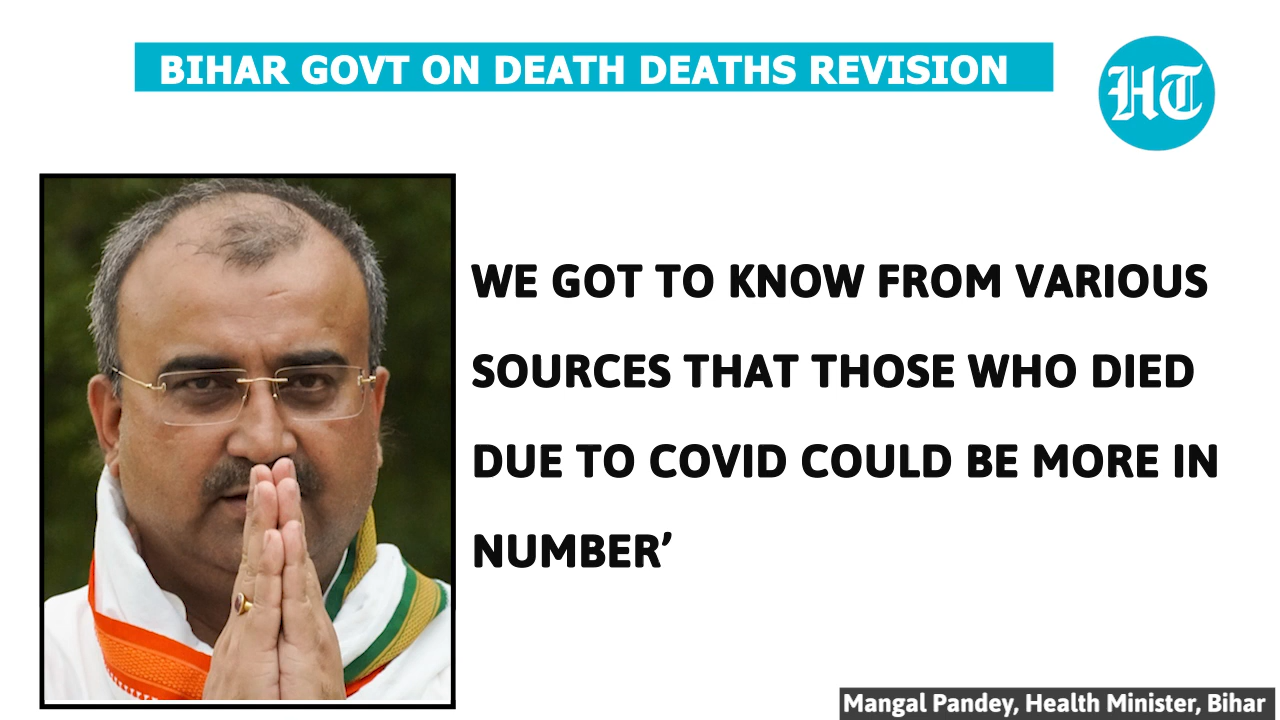 BIHAR GOVT ON DEATH DEATHS REVISION
HT
WE GOT TO KNOW FROM VARIOUS
SOURCES THAT THOSE WHO DIED
DUE TO COVID COULD BE MORE IN
NUMBER’
Mangal Pandey, Health Minister, Bihar